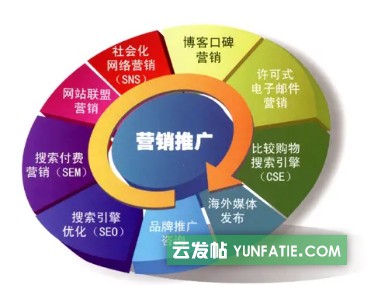 社会化
网络营销
(SNS)
博客口碑
营销
许可式
电子邮件
营销
网站联盟
营销
营销推广
搜索付费
营销(SEM)
比较购物
搜索引擎
(CSE)
搜索引擎
优化(SEO)
品牌推广
海外媒体
发布
云发帖 YUNFATIE.COM